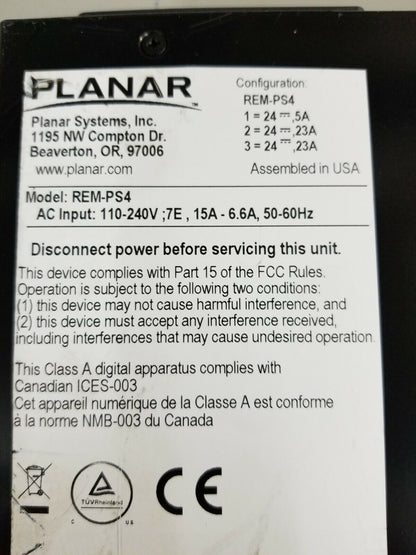 PLANAR™
Planar Systems, Inc.
1195 NW Compton Dr.
Beaverton, OR, 97006
www.planar.com
Configuration:
REM-PS4
1 = 24 ⎓,5A
2 = 24 ⎓,23A
3 = 24 ⎓,23A
Assembled in USA
Model: REM-PS4
AC Input: 110-240V ;7E , 15A - 6.6A, 50-60Hz
Disconnect power before servicing this unit.
This device complies with Part 15 of the FCC Rules.
Operation is subject to the following two conditions:
(1) this device may not cause harmful interference, and
(2) this device must accept any interference received,
including interferences that may cause undesired operation.
This Class A digital apparatus complies with
Canadian ICES-003
Cet appareil numérique de la Classe A est conforme
à la norme NMB-003 du Canada
TÜVRheinland
C US
CE